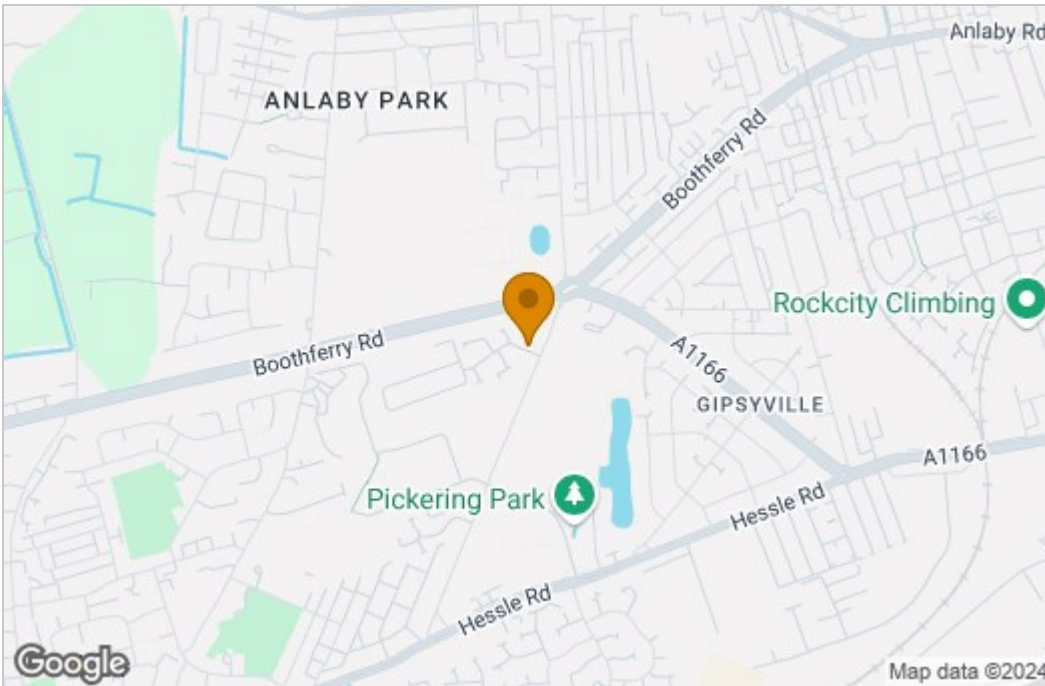 Anlaby Rd
ANLABY PARK
Boothferry Rd
Rockcity Climbing
Boothferry Rd
A1166
GIPSYVILLE
A1166
Pickering Park
Hessle Rd
Hessle Rd
Google
Map data ©2024